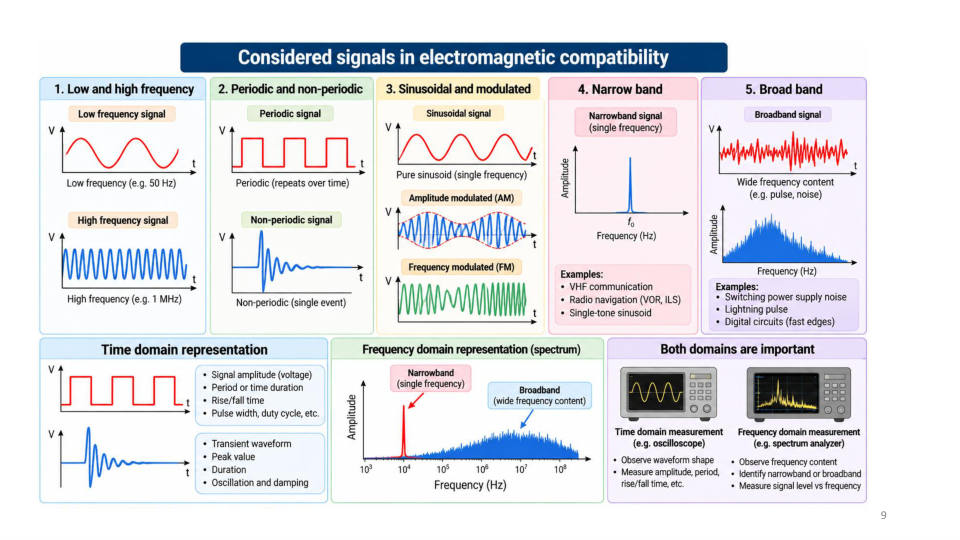 Considered signals in electromagnetic compatibility
1. Low and high frequency
Low frequency signal
V
t
Low frequency (e.g. 50 Hz)
High frequency signal
V
t
High frequency (e.g. 1 MHz)
2. Periodic and non-periodic
Periodic signal
V
t
Periodic (repeats over time)
Non-periodic signal
V
t
Non-periodic (single event)
3. Sinusoidal and modulated
Sinusoidal signal
V
t
Pure sinusoid (single frequency)
Amplitude modulated (AM)
V
t
Frequency modulated (FM)
V
t
4. Narrow band
Narrowband signal
(single frequency)
Amplitude
f0
Frequency (Hz)
Examples:
• VHF communication
• Radio navigation (VOR, ILS)
• Single-tone sinusoid
5. Broad band
Broadband signal
V
t
Wide frequency content
(e.g. pulse, noise)
Amplitude
Frequency (Hz)
Examples:
• Switching power supply noise
• Lightning pulse
• Digital circuits (fast edges)
Time domain representation
V
t
• Signal amplitude (voltage)
• Period or time duration
• Rise/fall time
• Pulse width, duty cycle, etc.
V
t
• Transient waveform
• Peak value
• Duration
• Oscillation and damping
Frequency domain representation (spectrum)
Narrowband
(single frequency)
Broadband
(wide frequency content)
Amplitude
10³ 10⁴ 10⁵ 10⁶ 10⁷ 10⁸
Frequency (Hz)
Both domains are important
Time domain measurement
(e.g. oscilloscope)
• Observe waveform shape
• Measure amplitude, period,
rise/fall time, etc.
Frequency domain measurement
(e.g. spectrum analyzer)
• Observe frequency content
• Identify narrowband or broadband
• Measure signal level vs frequency
9